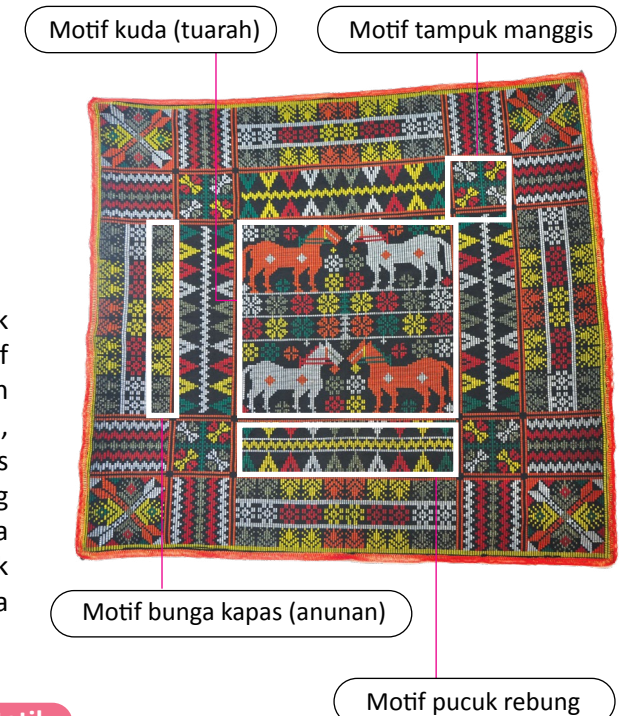 Motif kuda (tuarah)
Motif tampuk manggis
Motif bunga kapas (anunan)
Motif pucuk rebung